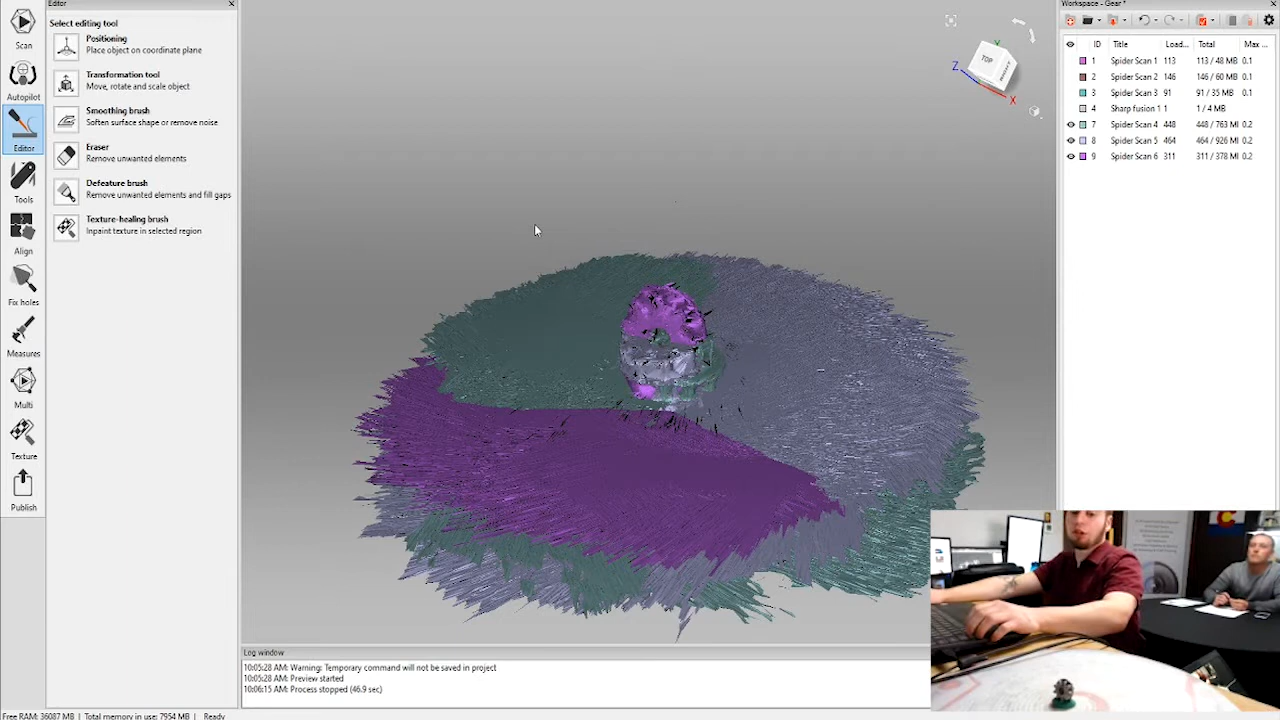 Editor
Select editing tool
Positioning
Place object on coordinate plane
Transformation tool
Move, rotate and scale object
Smoothing brush
Soften surface shape or remove noise
Eraser
Remove unwanted elements
Defeature brush
Remove unwanted elements and fill gaps
Texture-healing brush
Inpaint texture in selected region
Scan
Autopilot
Editor
Tools
Align
Fix holes
Measures
Multi
Texture
Publish
TOP
Y
Z
X
Workspace - Gear *
ID Title Load... Total Max ...
1 Spider Scan 1 113 113 / 48 MB 0.1
2 Spider Scan 2 146 146 / 60 MB 0.1
3 Spider Scan 3 91 91 / 35 MB 0.1
4 Sharp fusion 1 1 1 / 4 MB
7 Spider Scan 4 448 448 / 763 MI 0.2
8 Spider Scan 5 464 464 / 926 MI 0.2
9 Spider Scan 6 311 311 / 378 MI 0.2
Log window
10:05:28 AM: Warning: Temporary command will not be saved in project
10:05:28 AM: Preview started
10:06:15 AM: Process stopped (46.9 sec)
Free RAM: 36087 MB | Total memory in use: 7954 MB | Ready